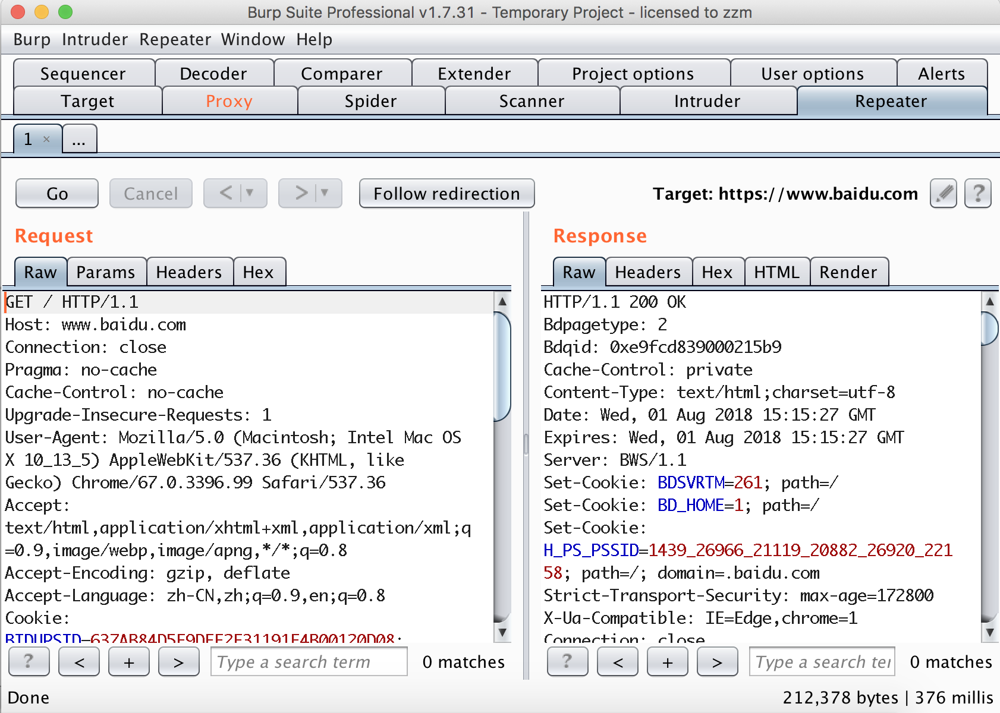 Burp Suite Professional v1.7.31 - Temporary Project - licensed to zzm
Burp Intruder Repeater Window Help
Sequencer Decoder Comparer Extender Project options User options Alerts
Target Proxy Spider Scanner Intruder Repeater
1 × ...
Go Cancel < ▼ > ▼ Follow redirection Target: https://www.baidu.com ?
Request
Raw Params Headers Hex
GET / HTTP/1.1
Host: www.baidu.com
Connection: close
Pragma: no-cache
Cache-Control: no-cache
Upgrade-Insecure-Requests: 1
User-Agent: Mozilla/5.0 (Macintosh; Intel Mac OS
X 10_13_5) AppleWebKit/537.36 (KHTML, like
Gecko) Chrome/67.0.3396.99 Safari/537.36
Accept:
text/html,application/xhtml+xml,application/xml;q
=0.9,image/webp,image/apng,*/*;q=0.8
Accept-Encoding: gzip, deflate
Accept-Language: zh-CN,zh;q=0.9,en;q=0.8
Cookie:
? < + > Type a search term 0 matches
Response
Raw Headers Hex HTML Render
HTTP/1.1 200 OK
Bdpagetype: 2
Bdqid: 0xe9fcd839000215b9
Cache-Control: private
Content-Type: text/html;charset=utf-8
Date: Wed, 01 Aug 2018 15:15:27 GMT
Expires: Wed, 01 Aug 2018 15:15:27 GMT
Server: BWS/1.1
Set-Cookie: BDSVRTM=261; path=/
Set-Cookie: BD_HOME=1; path=/
Set-Cookie:
H_PS_PSSID=1439_26966_21119_20882_26920_221
58; path=/; domain=.baidu.com
Strict-Transport-Security: max-age=172800
X-Ua-Compatible: IE=Edge,chrome=1
Connection: close
? < + > Type a search ter 0 matches
Done
212,378 bytes | 376 millis